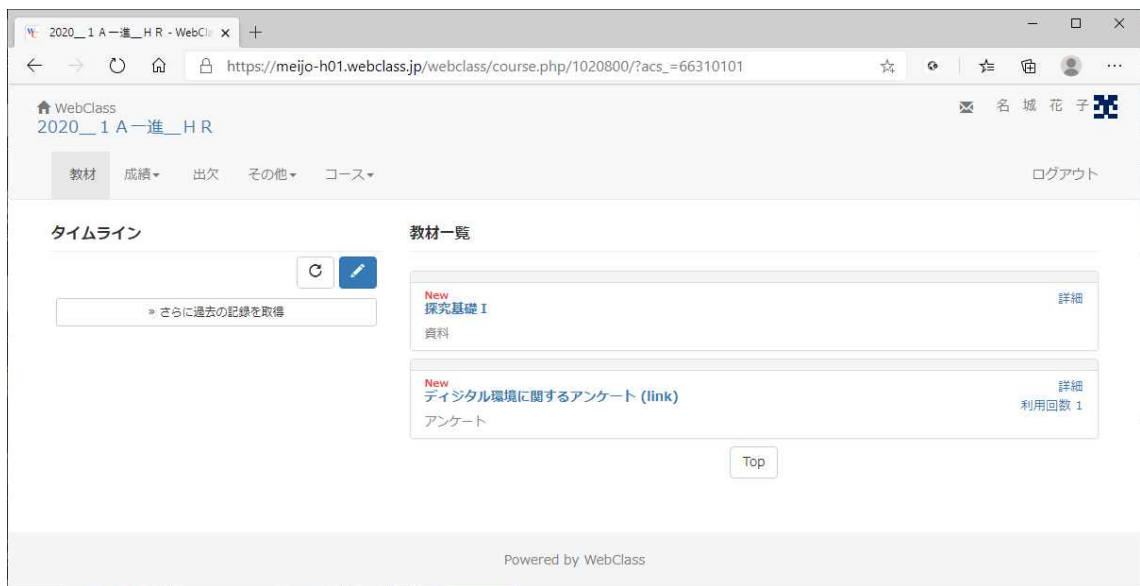 2020__1Ａ一進__ＨＲ - WebCl
https://meijo-h01.webclass.jp/webclass/course.php/1020800/?acs_=66310101
WebClass
名 城 花 子
2020__1Ａ一進__ＨＲ
教材 成績 出欠 その他 コース ログアウト
タイムライン
» さらに過去の記録を取得
教材一覧
New
探究基礎Ⅰ 詳細
資料
New
ディジタル環境に関するアンケート (link) 詳細
利用回数 1
アンケート
Top
Powered by WebClass